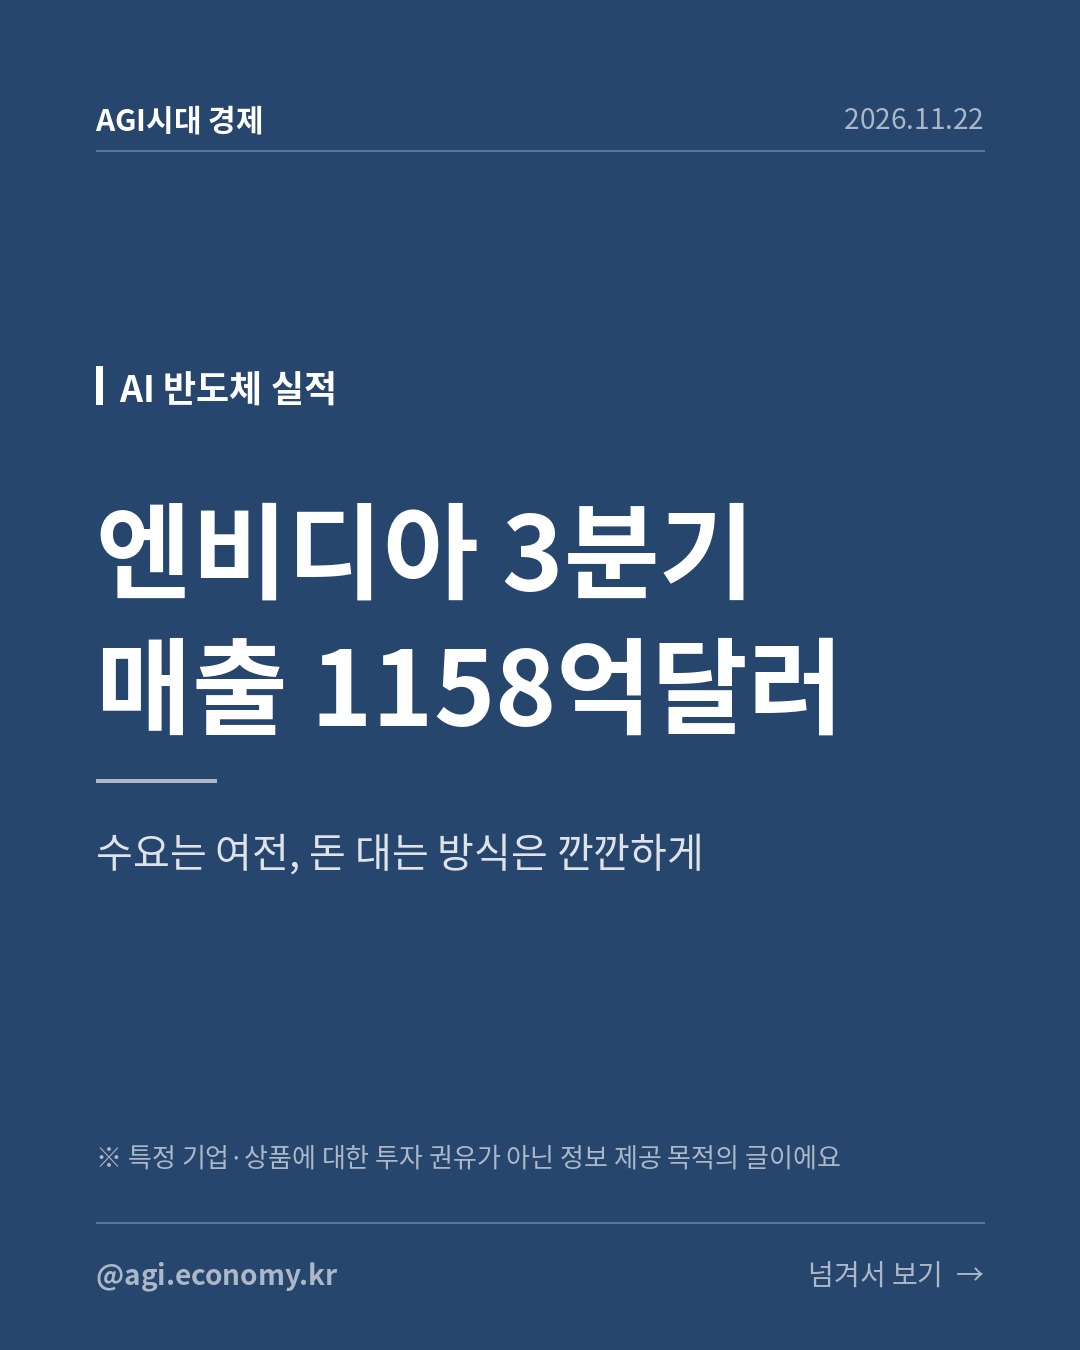 AGI시대 경제
2026.11.22
AI 반도체 실적
엔비디아 3분기
매출 1158억달러
수요는 여전, 돈 대는 방식은 깐깐하게
※ 특정 기업·상품에 대한 투자 권유가 아닌 정보 제공 목적의 글이에요
@agi.economy.kr
넘겨서 보기 →